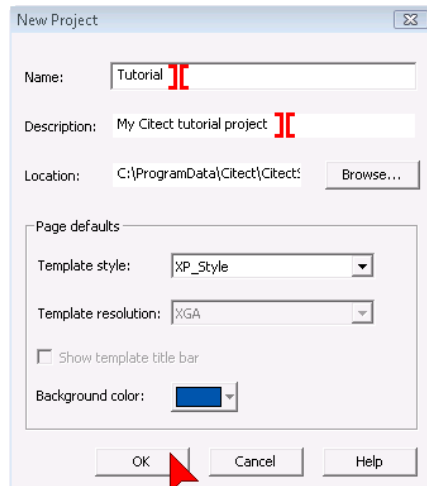 New Project
Name: Tutorial
Description: My Citect tutorial project
Location: C:\ProgramData\Citect\CitectS Browse...
Page defaults
Template style: XP_Style
Template resolution: XGA
Show template title bar
Background color:
OK Cancel Help